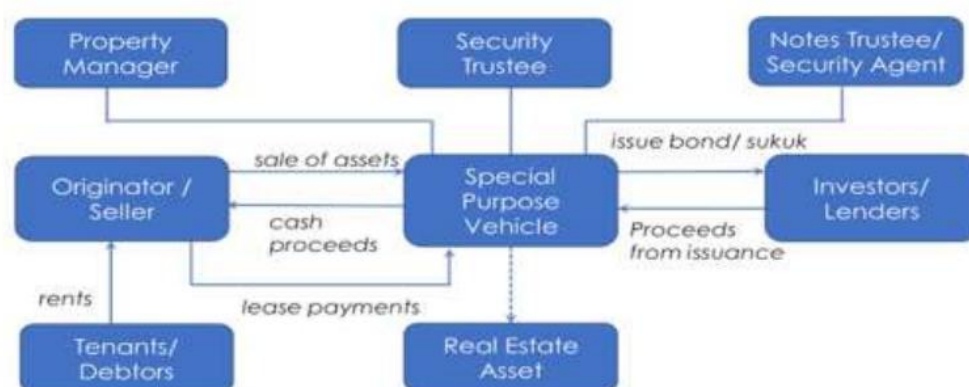 Property
Manager
Security
Trustee
Notes Trustee/
Security Agent
sale of assets
issue bond/ sukuk
Originator /
Seller
Special
Purpose
Vehicle
Investors/
Lenders
cash
proceeds
Proceeds
from issuance
rents
lease payments
Tenants/
Debtors
Real Estate
Asset